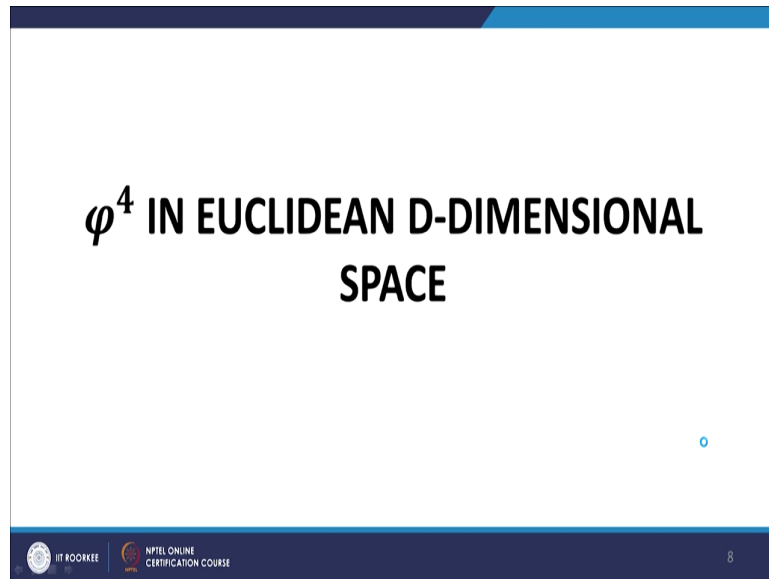 φ⁴ IN EUCLIDEAN D-DIMENSIONAL
SPACE
IIT ROORKEE
NPTEL ONLINE
CERTIFICATION COURSE
8